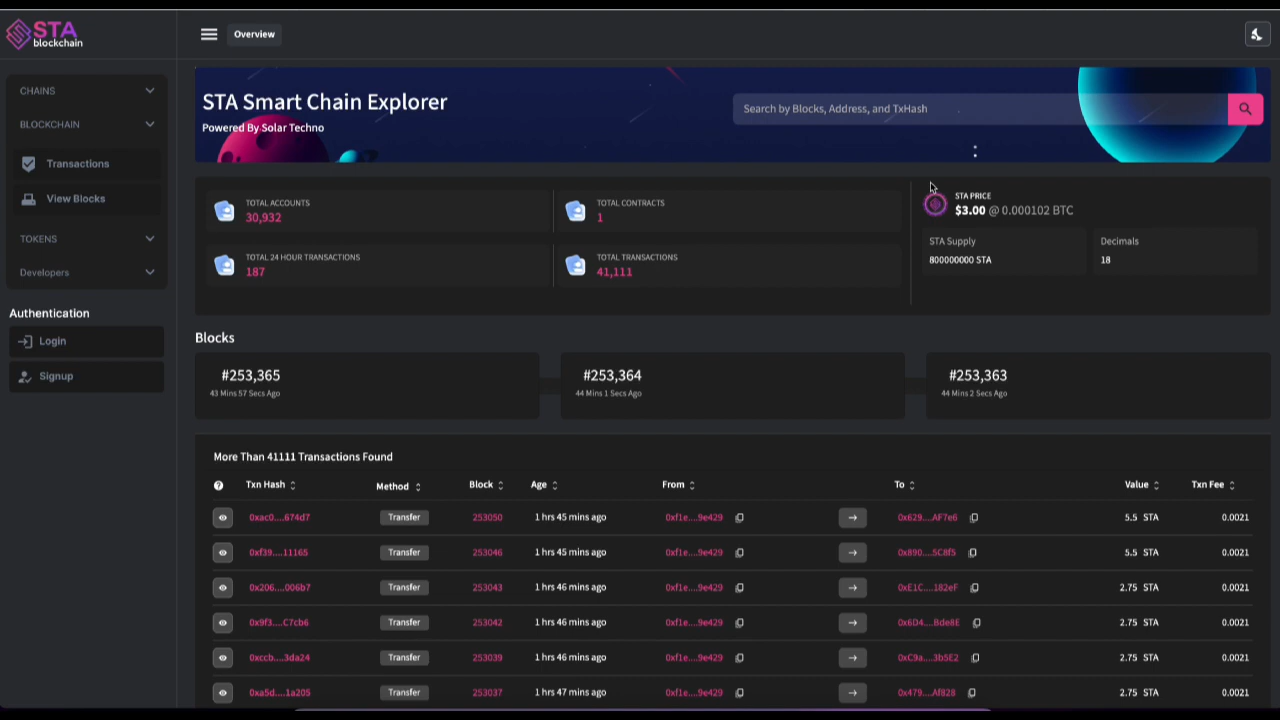 STA
blockchain
Overview
CHAINS
BLOCKCHAIN
Transactions
View Blocks
TOKENS
Developers
Authentication
Login
Signup
STA Smart Chain Explorer
Powered By Solar Techno
Search by Blocks, Address, and TxHash
TOTAL ACCOUNTS
30,932
TOTAL CONTRACTS
1
TOTAL 24 HOUR TRANSACTIONS
187
TOTAL TRANSACTIONS
41,111
STA PRICE
$3.00 @ 0.000102 BTC
STA Supply
800000000 STA
Decimals
18
Blocks
#253,365
43 Mins 57 Secs Ago
#253,364
44 Mins 1 Secs Ago
#253,363
44 Mins 2 Secs Ago
More Than 41111 Transactions Found
Txn Hash Method Block Age From To Value Txn Fee
0xac0....674d7 Transfer 253050 1 hrs 45 mins ago 0xf1e....9e429 0x629....AF7e6 5.5 STA 0.0021
0xf39....11165 Transfer 253046 1 hrs 45 mins ago 0xf1e....9e429 0x890....5C8f5 5.5 STA 0.0021
0x206....006b7 Transfer 253043 1 hrs 46 mins ago 0xf1e....9e429 0xE1C....182eF 2.75 STA 0.0021
0x9f3....C7cb6 Transfer 253042 1 hrs 46 mins ago 0xf1e....9e429 0x6D4....Bde8E 2.75 STA 0.0021
0xccb....3da24 Transfer 253039 1 hrs 46 mins ago 0xf1e....9e429 0xC9a....3b5E2 2.75 STA 0.0021
0xa5d....1a205 Transfer 253037 1 hrs 47 mins ago 0xf1e....9e429 0x479....Af828 2.75 STA 0.0021